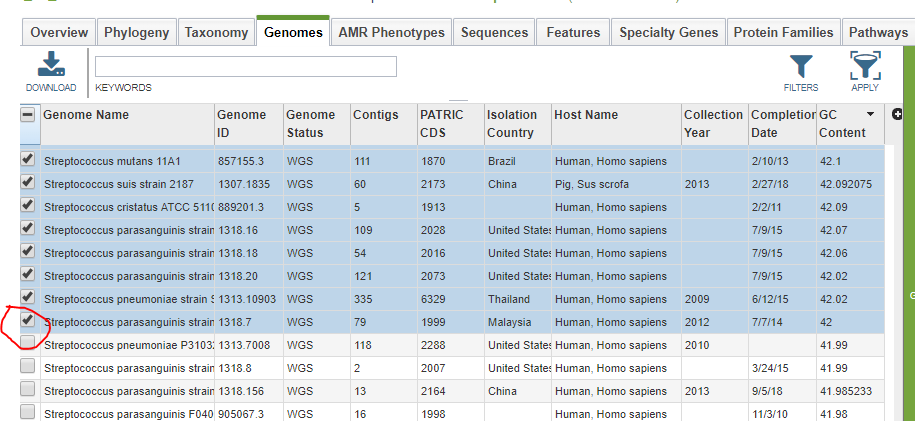 Overview Phylogeny Taxonomy Genomes AMR Phenotypes Sequences Features Specialty Genes Protein Families Pathways
DOWNLOAD KEYWORDS FILTERS APPLY
Genome Name Genome ID Genome Status Contigs PATRIC CDS Isolation Country Host Name Collection Year Completion Date GC Content
Streptococcus mutans 11A1 857155.3 WGS 111 1870 Brazil Human, Homo sapiens 2/10/13 42.1
Streptococcus suis strain 2187 1307.1835 WGS 60 2173 China Pig, Sus scrofa 2013 2/27/18 42.092075
Streptococcus cristatus ATCC 5110 889201.3 WGS 5 1913 Human, Homo sapiens 2/2/11 42.09
Streptococcus parasanguinis strain 1318.16 WGS 109 2028 United States Human, Homo sapiens 7/9/15 42.07
Streptococcus parasanguinis strain 1318.18 WGS 54 2016 United States Human, Homo sapiens 7/9/15 42.06
Streptococcus parasanguinis strain 1318.20 WGS 121 2073 United States Human, Homo sapiens 7/9/15 42.02
Streptococcus pneumoniae strain S 1313.10903 WGS 335 6329 Thailand Human, Homo sapiens 2009 6/12/15 42.02
Streptococcus parasanguinis strain 1318.7 WGS 79 1999 Malaysia Human, Homo sapiens 2012 7/7/14 42
Streptococcus pneumoniae P3103 1313.7008 WGS 118 2288 United States Human, Homo sapiens 2010 41.99
Streptococcus parasanguinis strain 1318.8 WGS 2 2007 United States Human, Homo sapiens 3/24/15 41.99
Streptococcus parasanguinis strain 1318.156 WGS 13 2164 China Human, Homo sapiens 2013 9/5/18 41.985233
Streptococcus parasanguinis F040 905067.3 WGS 16 1998 Human, Homo sapiens 11/3/10 41.98